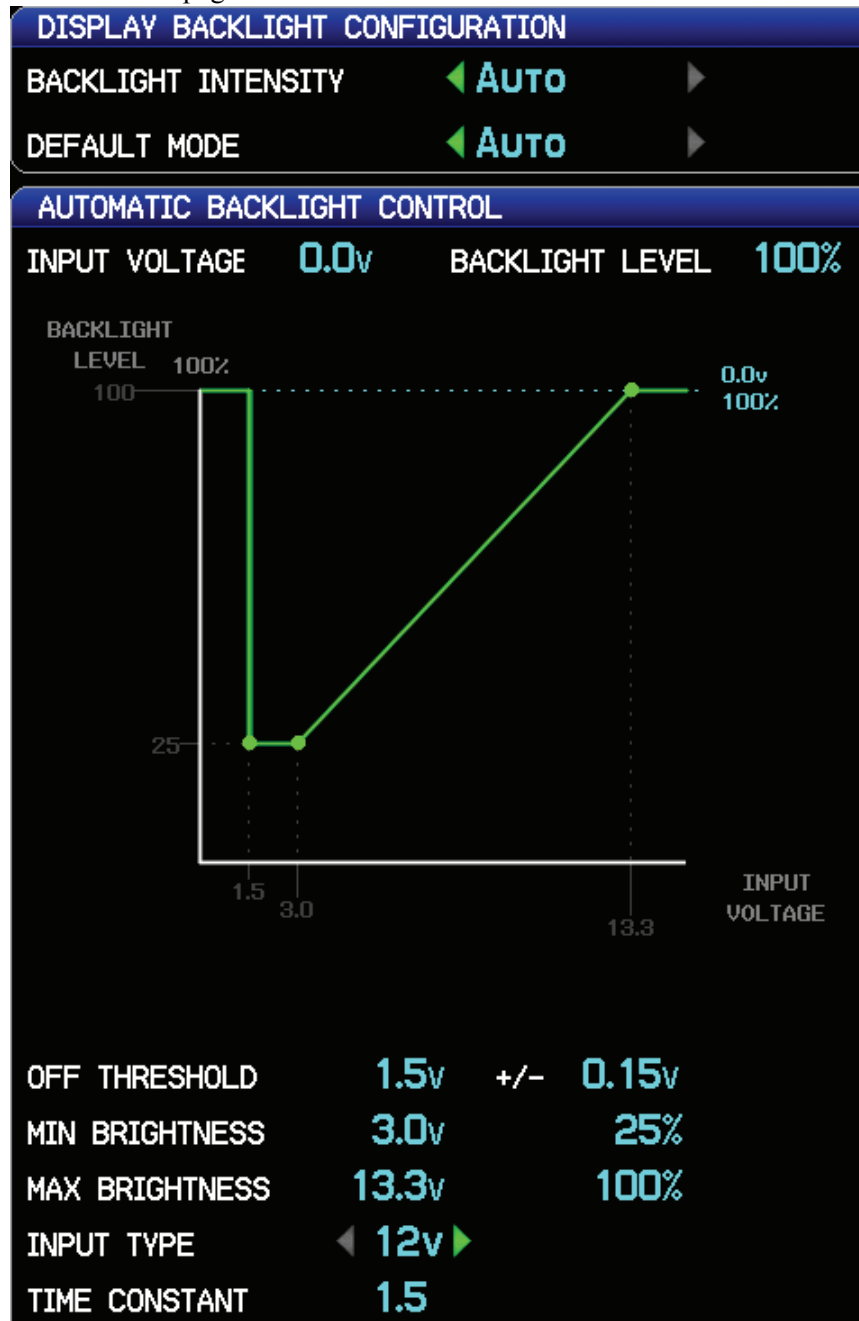 DISPLAY BACKLIGHT CONFIGURATION
BACKLIGHT INTENSITY AUTO
DEFAULT MODE AUTO
AUTOMATIC BACKLIGHT CONTROL
INPUT VOLTAGE 0.0V BACKLIGHT LEVEL 100%
BACKLIGHT
LEVEL 100%
100
0.0v
100%
25
1.5
3.0
13.3
INPUT
VOLTAGE
OFF THRESHOLD 1.5V +/- 0.15V
MIN BRIGHTNESS 3.0V 25%
MAX BRIGHTNESS 13.3V 100%
INPUT TYPE 12V
TIME CONSTANT 1.5